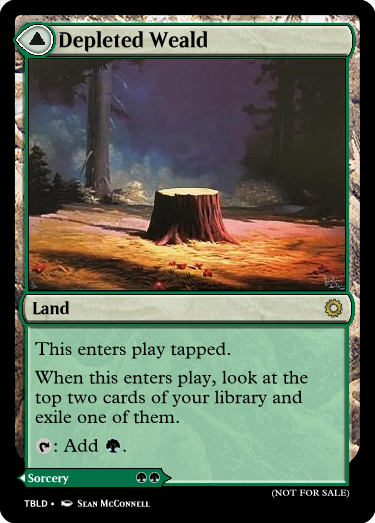 Depleted Weald
Land
This enters play tapped.
When this enters play, look at the
top two cards of your library and
exile one of them.
: Add .
Sorcery
(NOT FOR SALE)
TBLD • SEAN MCCONNELL